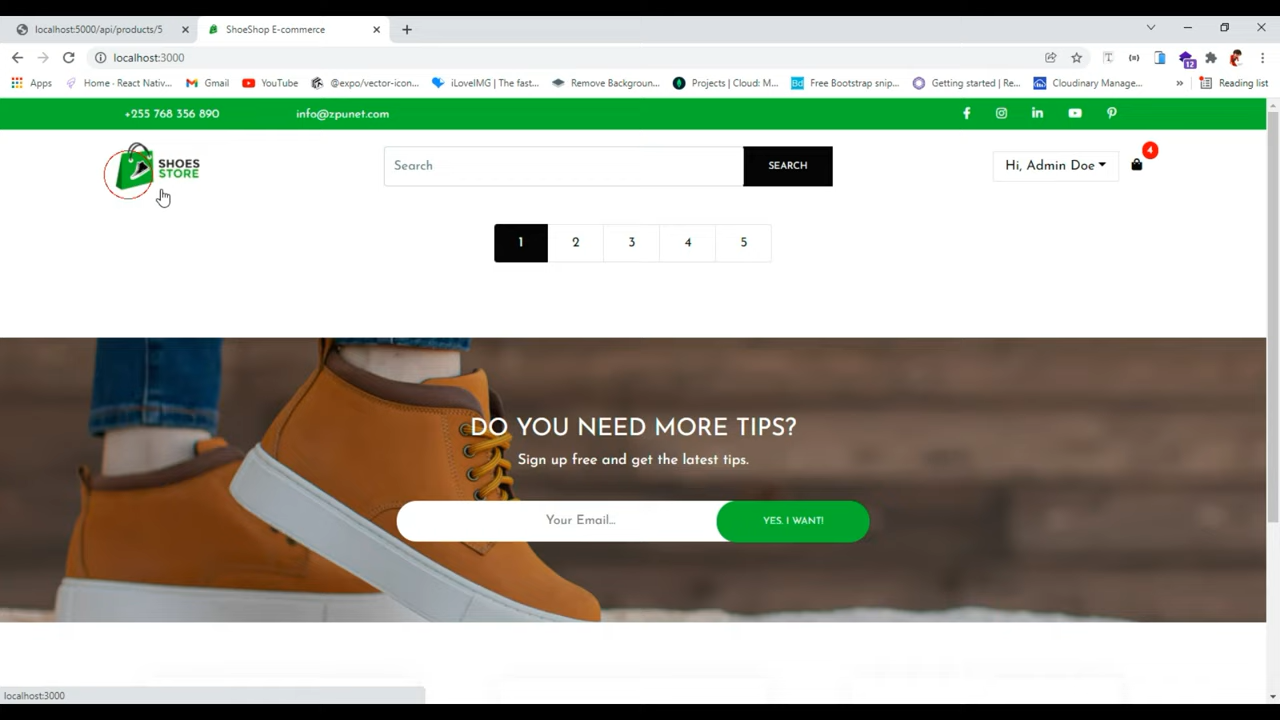 localhost:5000/api/products/5
ShoeShop E-commerce
localhost:3000
12
Apps
Home - React Nativ...
Gmail
YouTube
@expo/vector-icon...
iLoveIMG | The fast...
Remove Backgroun...
Projects | Cloud: M...
Bd
Free Bootstrap snip...
Getting started | Re...
Cloudinary Manage...
»
Reading list
+255 768 356 890
info@zpunet.com
SHOES
STORE
Search
SEARCH
Hi, Admin Doe
4
1
2
3
4
5
DO YOU NEED MORE TIPS?
Sign up free and get the latest tips.
Your Email...
YES. I WANT!
localhost:3000